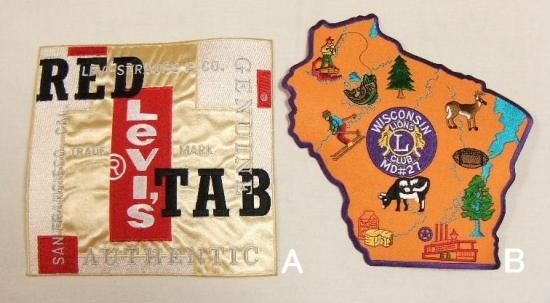 RED
LEVI STRAUSS & CO.
GENUINE
SAN FRANCISCO, CAL.
TRADE MARK
®
Levi's
TAB
AUTHENTIC
A
WISCONSIN
LIONS
L
CLUB
MD#27
B